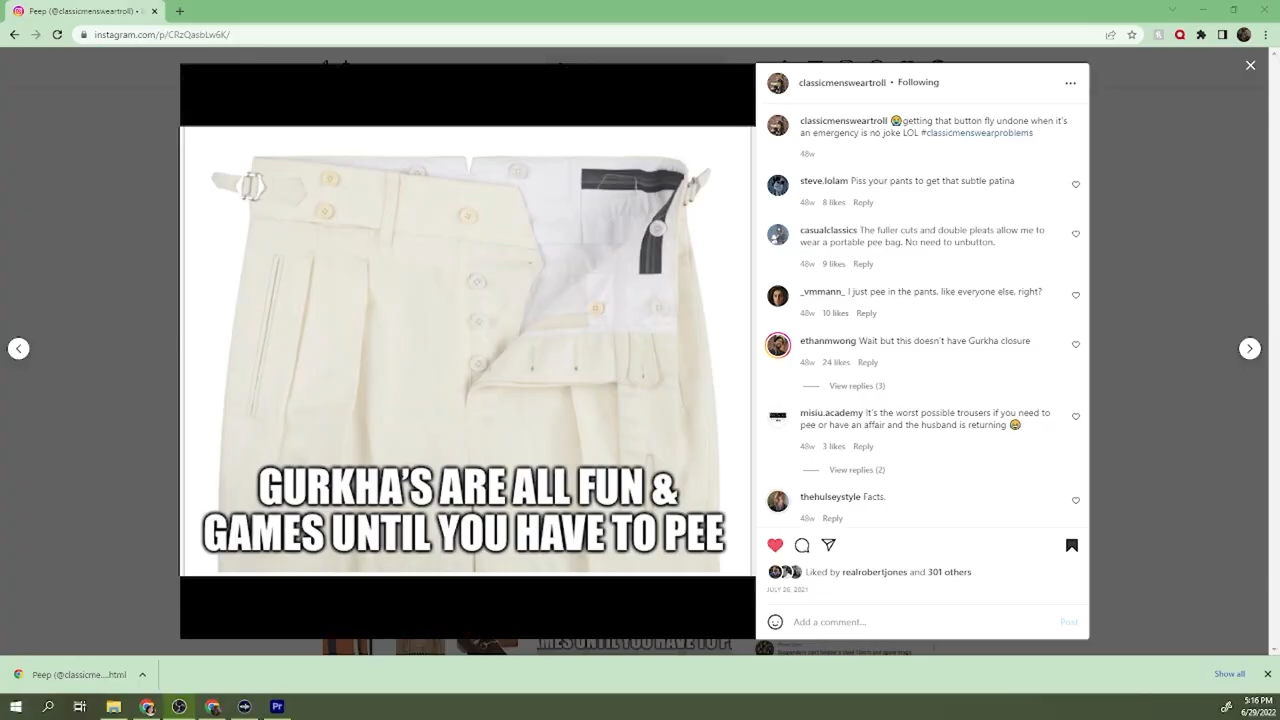 Peep (@classicmensweartroll) •
instagram.com/p/CRzQasbLw6K/
classicmensweartroll • Following
classicmensweartroll 😭getting that button fly undone when it's
an emergency is no joke LOL #classicmenswearproblems
48w
steve.lolam Piss your pants to get that subtle patina
48w 8 likes Reply
casualclassics The fuller cuts and double pleats allow me to
wear a portable pee bag. No need to unbutton.
48w 9 likes Reply
_vmmann_ I just pee in the pants, like everyone else, right?
48w 10 likes Reply
ethanmwong Wait but this doesn't have Gurkha closure
48w 24 likes Reply
View replies (3)
misiu.academy It's the worst possible trousers if you need to
pee or have an affair and the husband is returning 😂
48w 3 likes Reply
View replies (2)
thehulseystyle Facts.
48w Reply
Liked by realrobertjones and 301 others
JULY 26, 2021
Add a comment...
Post
GURKHA'S ARE ALL FUN &
GAMES UNTIL YOU HAVE TO PEE
Peep (@classicme....html
Show all
Pr
5:16 PM
6/29/2022